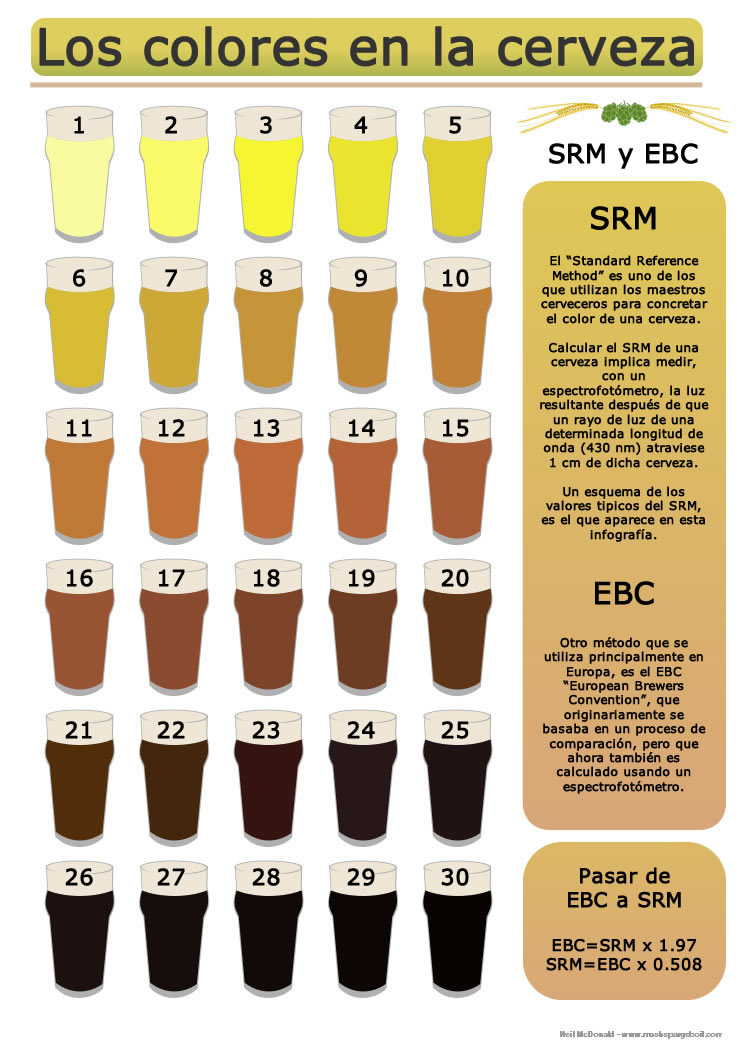 Los colores en la cerveza
1 2 3 4 5
6 7 8 9 10
11 12 13 14 15
16 17 18 19 20
21 22 23 24 25
26 27 28 29 30
SRM y EBC
SRM
El “Standard Reference
Method” es uno de los
que utilizan los maestros
cerveceros para concretar
el color de una cerveza.
Calcular el SRM de una
cerveza implica medir,
con un
espectrofotómetro, la luz
resultante después de que
un rayo de luz de una
determinada longitud de
onda (430 nm) atraviese
1 cm de dicha cerveza.
Un esquema de los
valores tipicos del SRM,
es el que aparece en esta
infografía.
EBC
Otro método que se
utiliza principalmente en
Europa, es el EBC
“European Brewers
Convention”, que
originariamente se
basaba en un proceso de
comparación, pero que
ahora también es
calculado usando un
espectrofotómetro.
Pasar de
EBC a SRM
EBC=SRM x 1.97
SRM=EBC x 0.508
Neil McDonald - www.mashspargeboil.com